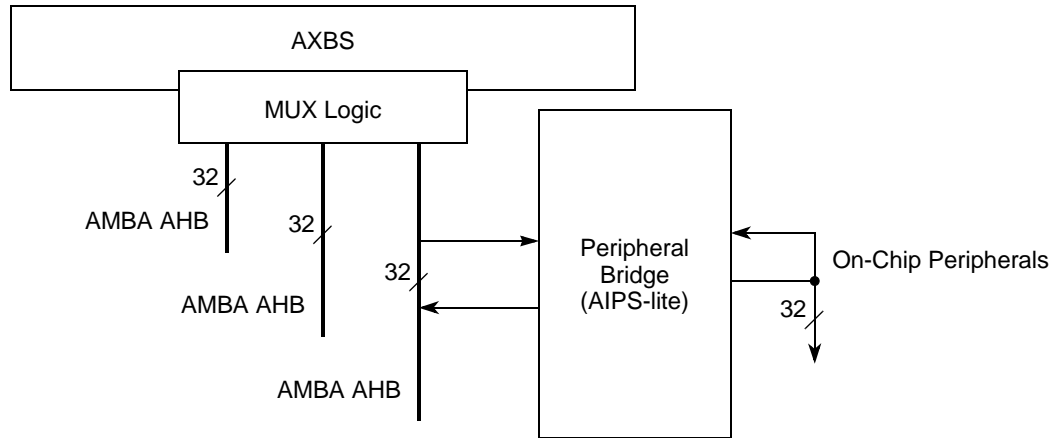 AXBS
MUX Logic
32
AMBA AHB
32
AMBA AHB
32
AMBA AHB
Peripheral
Bridge
(AIPS-lite)
On-Chip Peripherals
32